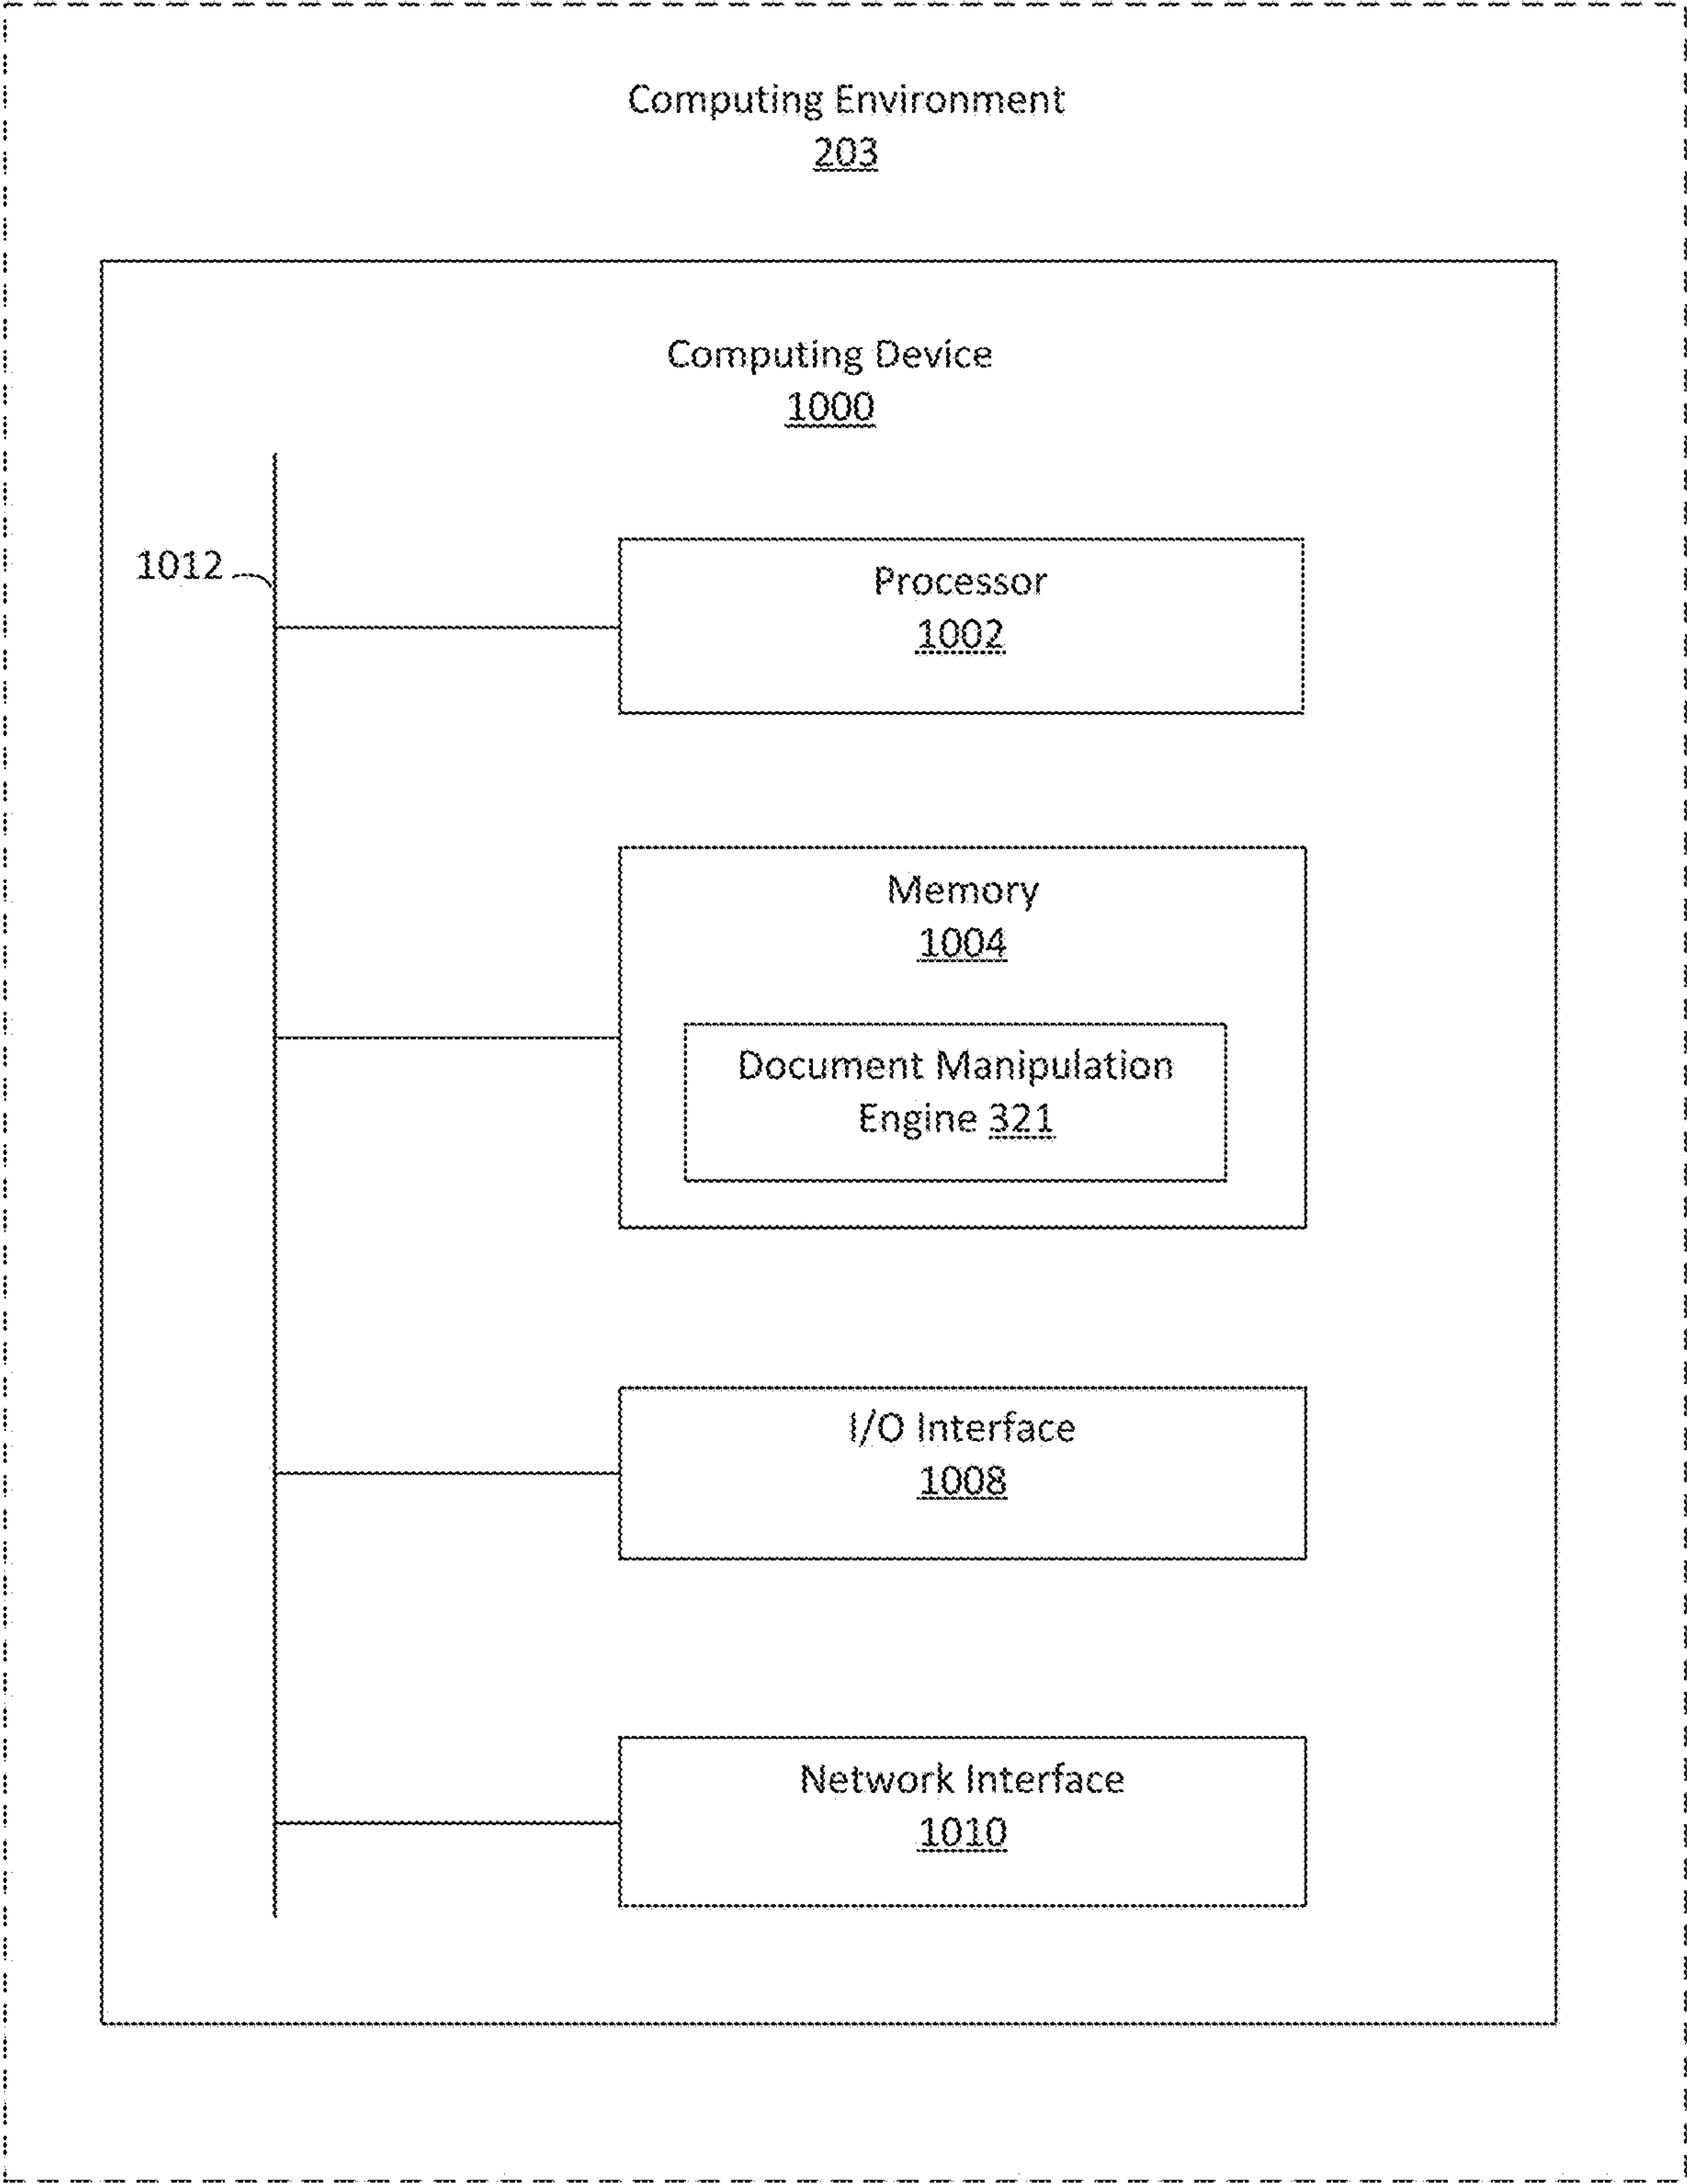 Computing Environment
203
Computing Device
1000
1012
Processor
1002
Memory
1004
Document Manipulation
Engine 321
I/O Interface
1008
Network Interface
1010